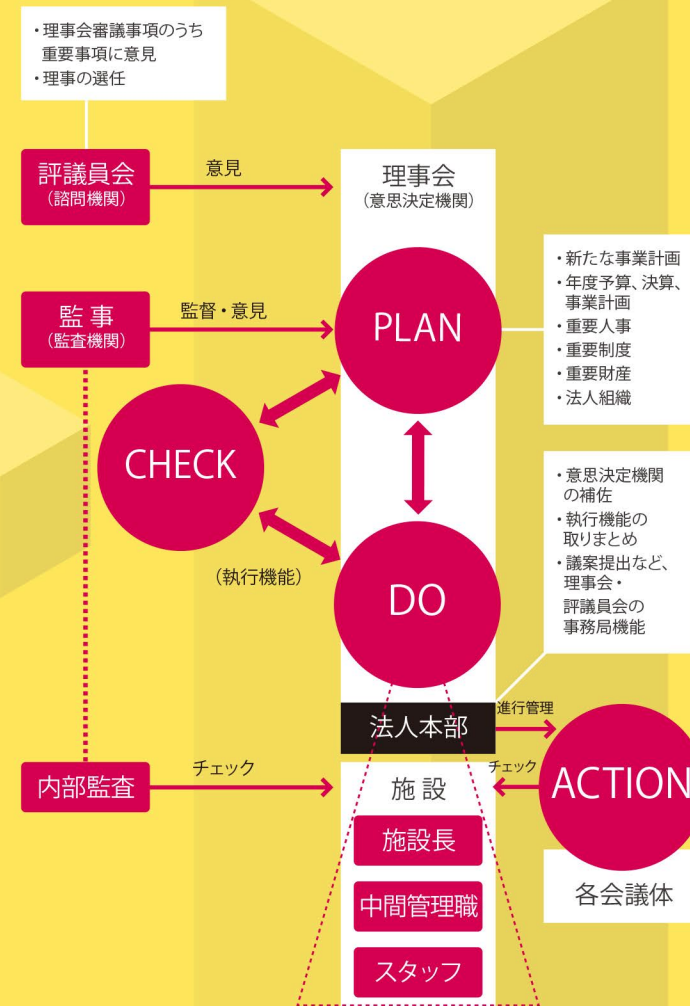 ・理事会審議事項のうち
重要事項に意見
・理事の選任
評議員会
（諮問機関）
意見
理事会
（意思決定機関）
監事
（監査機関）
監督・意見
PLAN
・新たな事業計画
・年度予算、決算、
事業計画
・重要人事
・重要制度
・重要財産
・法人組織
CHECK
（執行機能）
DO
・意思決定機関
の補佐
・執行機能の
取りまとめ
・議案提出など、
理事会・
評議員会の
事務局機能
法人本部
進行管理
内部監査
チェック
施設
チェック
ACTION
施設長
中間管理職
スタッフ
各会議体